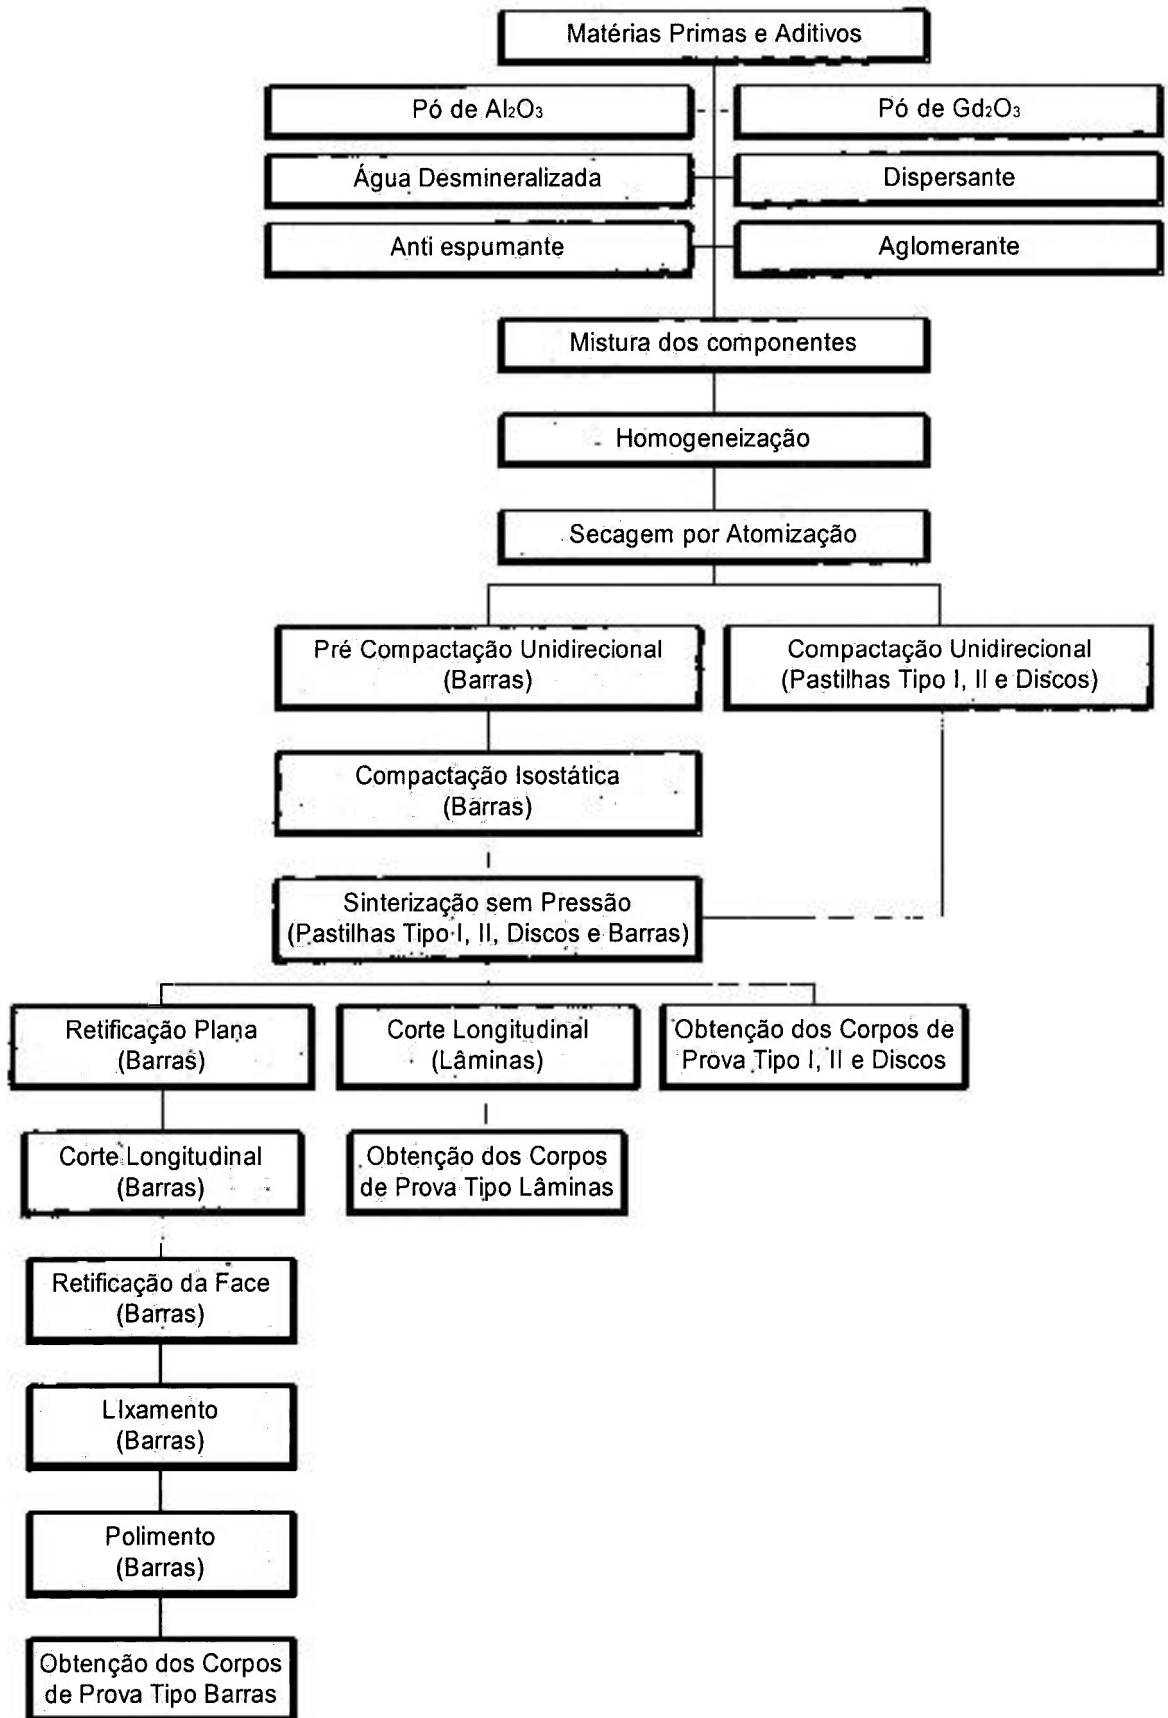 Matérias Primas e Aditivos
Pó de Al₂O₃
Pó de Gd₂O₃
Água Desmineralizada
Dispersante
Anti espumante
Aglomerante
Mistura dos componentes
Homogeneização
Secagem por Atomização
Pré Compactação Unidirecional
(Barras)
Compactação Unidirecional
(Pastilhas Tipo I, II e Discos)
Compactação Isostática
(Barras)
Sinterização sem Pressão
(Pastilhas Tipo I, II, Discos e Barras)
Retificação Plana
(Barras)
Corte Longitudinal
(Lâminas)
Obtenção dos Corpos de
Prova Tipo I, II e Discos
Corte Longitudinal
(Barras)
Obtenção dos Corpos
de Prova Tipo Lâminas
Retificação da Face
(Barras)
LIxamento
(Barras)
Polimento
(Barras)
Obtenção dos Corpos
de Prova Tipo Barras